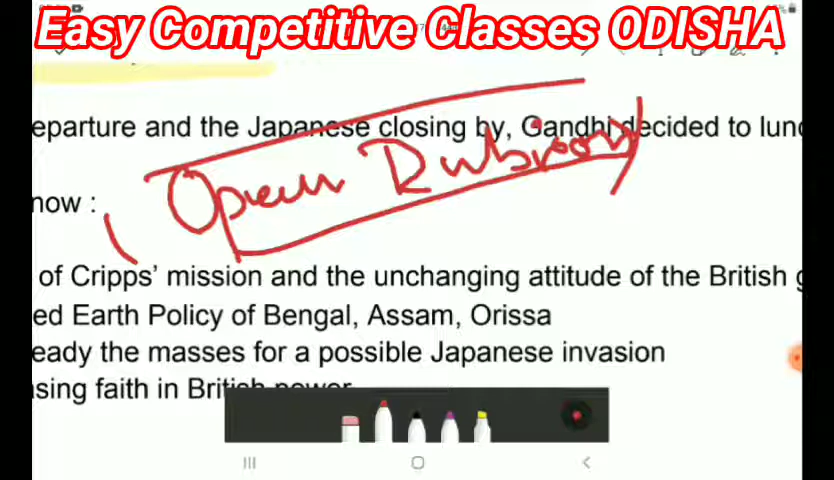 Easy Competitive Classes ODISHA
eparture and the Japanese closing by, Gandhi decided to lunc
Open
now :
of Cripps’ mission and the unchanging attitude of the British g
ed Earth Policy of Bengal, Assam, Orissa
eady the masses for a possible Japanese invasion
sing faith in British power